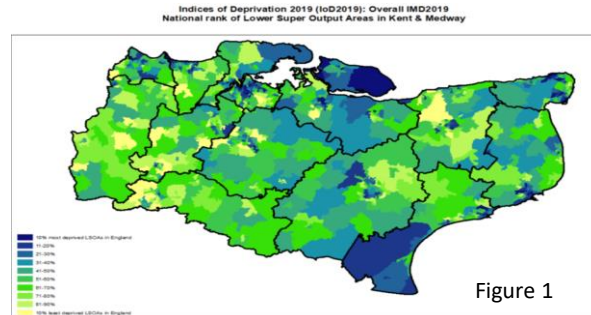 Indices of Deprivation 2019 (IoD2019): Overall IMD2019
National rank of Lower Super Output Areas in Kent & Medway
10% most deprived LSOAs in England
11-20%
21-30%
31-40%
41-50%
51-60%
61-70%
71-80%
81-90%
10% least deprived LSOAs in England
Figure 1